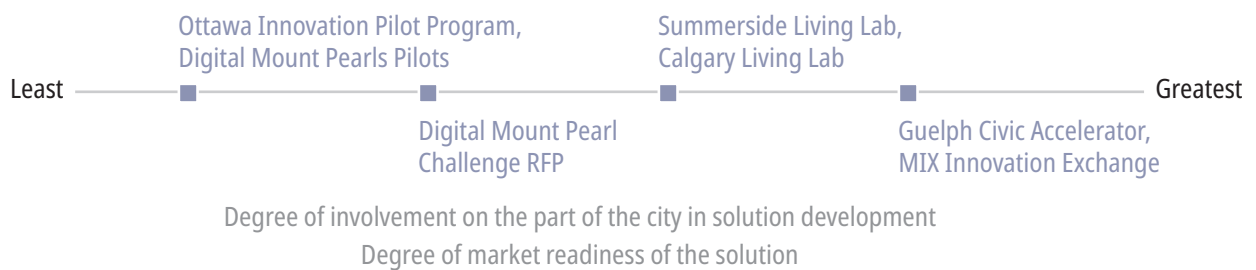 Ottawa Innovation Pilot Program,
Digital Mount Pearls Pilots
Summerside Living Lab,
Calgary Living Lab
Least
Greatest
Digital Mount Pearl
Challenge RFP
Guelph Civic Accelerator,
MIX Innovation Exchange
Degree of involvement on the part of the city in solution development
Degree of market readiness of the solution